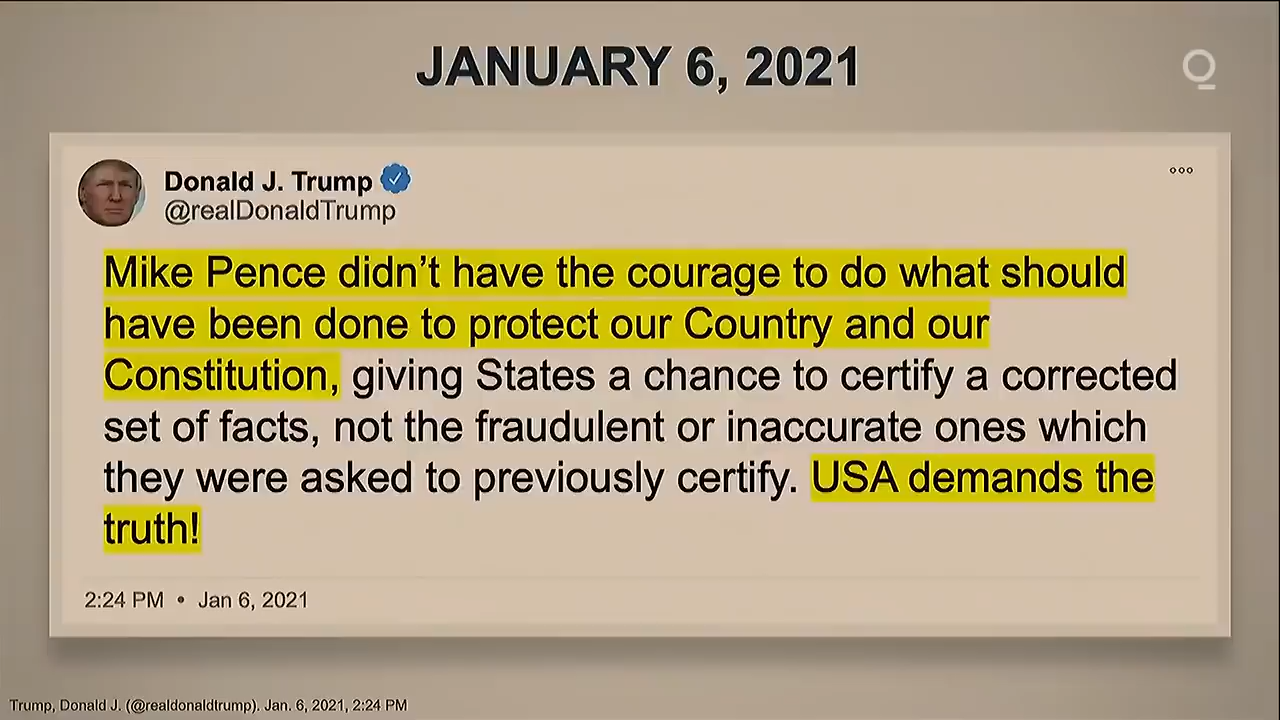 JANUARY 6, 2021
Donald J. Trump
@realDonaldTrump
Mike Pence didn’t have the courage to do what should
have been done to protect our Country and our
Constitution, giving States a chance to certify a corrected
set of facts, not the fraudulent or inaccurate ones which
they were asked to previously certify. USA demands the
truth!
2:24 PM • Jan 6, 2021
Trump, Donald J. (@realdonaldtrump). Jan. 6, 2021, 2:24 PM